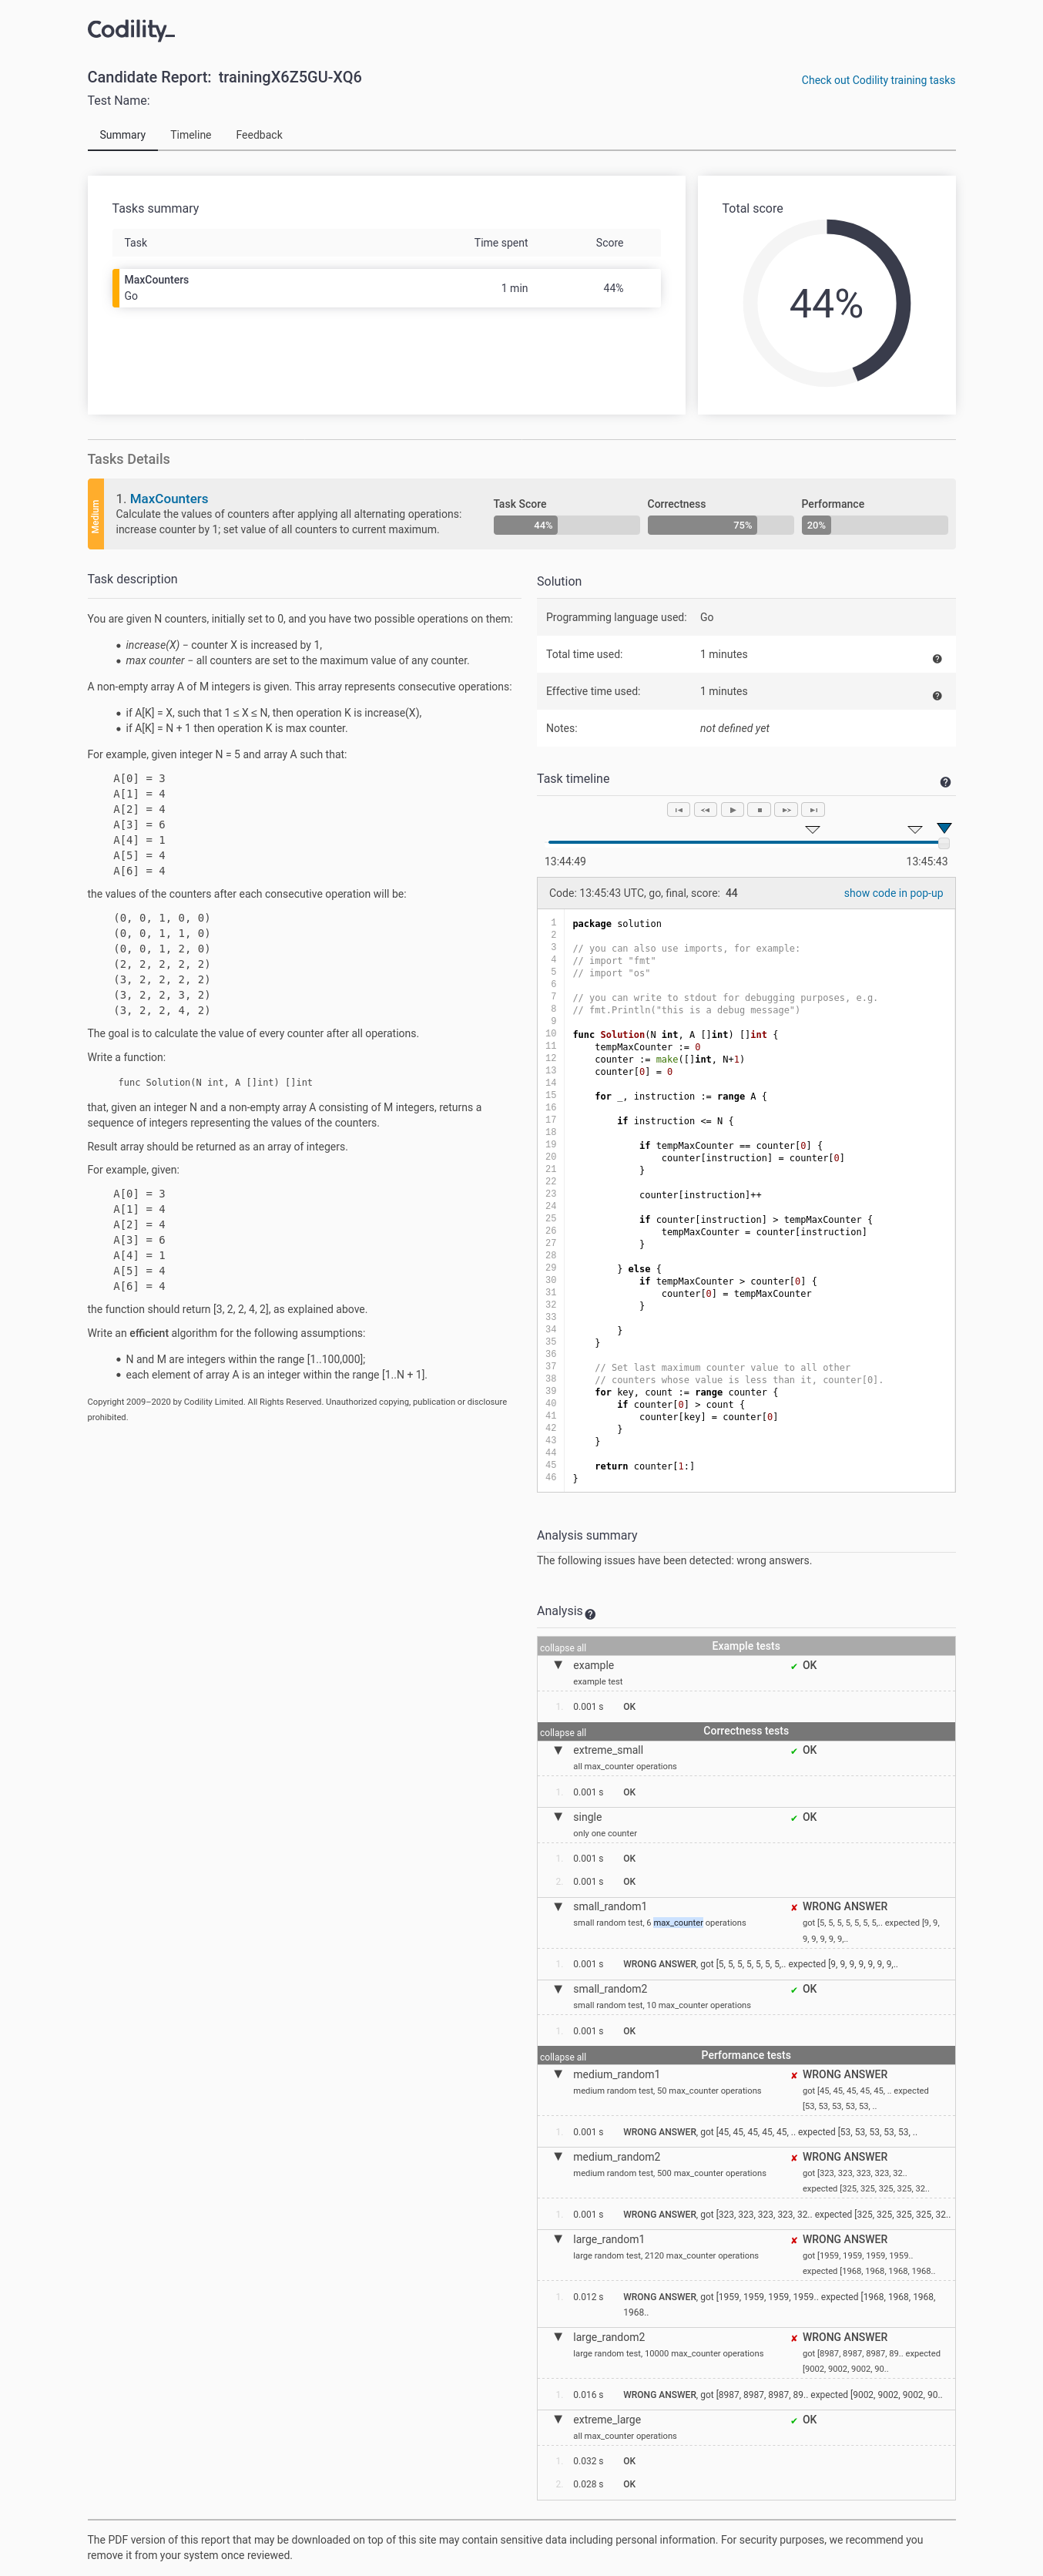 Codility_
Candidate Report: trainingX6Z5GU-XQ6
Check out Codility training tasks
Test Name:
Summary Timeline Feedback
Tasks summary
Task Time spent Score
MaxCounters
Go
1 min 44%
Total score
44%
Tasks Details
Medium
1. MaxCounters
Calculate the values of counters after applying all alternating operations:
increase counter by 1; set value of all counters to current maximum.
Task Score Correctness Performance
44% 75% 20%
Task description
You are given N counters, initially set to 0, and you have two possible operations on them:
• increase(X) − counter X is increased by 1,
• max counter − all counters are set to the maximum value of any counter.
A non-empty array A of M integers is given. This array represents consecutive operations:
• if A[K] = X, such that 1 ≤ X ≤ N, then operation K is increase(X),
• if A[K] = N + 1 then operation K is max counter.
For example, given integer N = 5 and array A such that:
A[0] = 3
A[1] = 4
A[2] = 4
A[3] = 6
A[4] = 1
A[5] = 4
A[6] = 4
the values of the counters after each consecutive operation will be:
(0, 0, 1, 0, 0)
(0, 0, 1, 1, 0)
(0, 0, 1, 2, 0)
(2, 2, 2, 2, 2)
(3, 2, 2, 2, 2)
(3, 2, 2, 3, 2)
(3, 2, 2, 4, 2)
The goal is to calculate the value of every counter after all operations.
Write a function:
func Solution(N int, A []int) []int
that, given an integer N and a non-empty array A consisting of M integers, returns a
sequence of integers representing the values of the counters.
Result array should be returned as an array of integers.
For example, given:
A[0] = 3
A[1] = 4
A[2] = 4
A[3] = 6
A[4] = 1
A[5] = 4
A[6] = 4
the function should return [3, 2, 2, 4, 2], as explained above.
Write an efficient algorithm for the following assumptions:
• N and M are integers within the range [1..100,000];
• each element of array A is an integer within the range [1..N + 1].
Copyright 2009–2020 by Codility Limited. All Rights Reserved. Unauthorized copying, publication or disclosure
prohibited.
Solution
Programming language used: Go
Total time used: 1 minutes ?
Effective time used: 1 minutes ?
Notes: not defined yet
Task timeline ?
13:44:49 13:45:43
Code: 13:45:43 UTC, go, final, score: 44
show code in pop-up
1 package solution
2
3 // you can also use imports, for example:
4 // import "fmt"
5 // import "os"
6
7 // you can write to stdout for debugging purposes, e.g.
8 // fmt.Println("this is a debug message")
9
10 func Solution(N int, A []int) []int {
11 tempMaxCounter := 0
12 counter := make([]int, N+1)
13 counter[0] = 0
14
15 for _, instruction := range A {
16
17 if instruction <= N {
18
19 if tempMaxCounter == counter[0] {
20 counter[instruction] = counter[0]
21 }
22
23 counter[instruction]++
24
25 if counter[instruction] > tempMaxCounter {
26 tempMaxCounter = counter[instruction]
27 }
28
29 } else {
30 if tempMaxCounter > counter[0] {
31 counter[0] = tempMaxCounter
32 }
33
34 }
35 }
36
37 // Set last maximum counter value to all other
38 // counters whose value is less than it, counter[0].
39 for key, count := range counter {
40 if counter[0] > count {
41 counter[key] = counter[0]
42 }
43 }
44
45 return counter[1:]
46 }
Analysis summary
The following issues have been detected: wrong answers.
Analysis ?
collapse all Example tests
▼ example ✔ OK
example test
1. 0.001 s OK
collapse all Correctness tests
▼ extreme_small ✔ OK
all max_counter operations
1. 0.001 s OK
▼ single ✔ OK
only one counter
1. 0.001 s OK
2. 0.001 s OK
▼ small_random1 ✘ WRONG ANSWER
small random test, 6 max_counter operations
got [5, 5, 5, 5, 5, 5, 5,.. expected [9, 9,
9, 9, 9, 9, 9,..
1. 0.001 s WRONG ANSWER, got [5, 5, 5, 5, 5, 5, 5,.. expected [9, 9, 9, 9, 9, 9, 9,..
▼ small_random2 ✔ OK
small random test, 10 max_counter operations
1. 0.001 s OK
collapse all Performance tests
▼ medium_random1 ✘ WRONG ANSWER
medium random test, 50 max_counter operations
got [45, 45, 45, 45, 45, .. expected
[53, 53, 53, 53, 53, ..
1. 0.001 s WRONG ANSWER, got [45, 45, 45, 45, 45, .. expected [53, 53, 53, 53, 53, ..
▼ medium_random2 ✘ WRONG ANSWER
medium random test, 500 max_counter operations
got [323, 323, 323, 323, 32..
expected [325, 325, 325, 325, 32..
1. 0.001 s WRONG ANSWER, got [323, 323, 323, 323, 32.. expected [325, 325, 325, 325, 32..
▼ large_random1 ✘ WRONG ANSWER
large random test, 2120 max_counter operations
got [1959, 1959, 1959, 1959..
expected [1968, 1968, 1968, 1968..
1. 0.012 s WRONG ANSWER, got [1959, 1959, 1959, 1959.. expected [1968, 1968, 1968,
1968..
▼ large_random2 ✘ WRONG ANSWER
large random test, 10000 max_counter operations
got [8987, 8987, 8987, 89.. expected
[9002, 9002, 9002, 90..
1. 0.016 s WRONG ANSWER, got [8987, 8987, 8987, 89.. expected [9002, 9002, 9002, 90..
▼ extreme_large ✔ OK
all max_counter operations
1. 0.032 s OK
2. 0.028 s OK
The PDF version of this report that may be downloaded on top of this site may contain sensitive data including personal information. For security purposes, we recommend you
remove it from your system once reviewed.